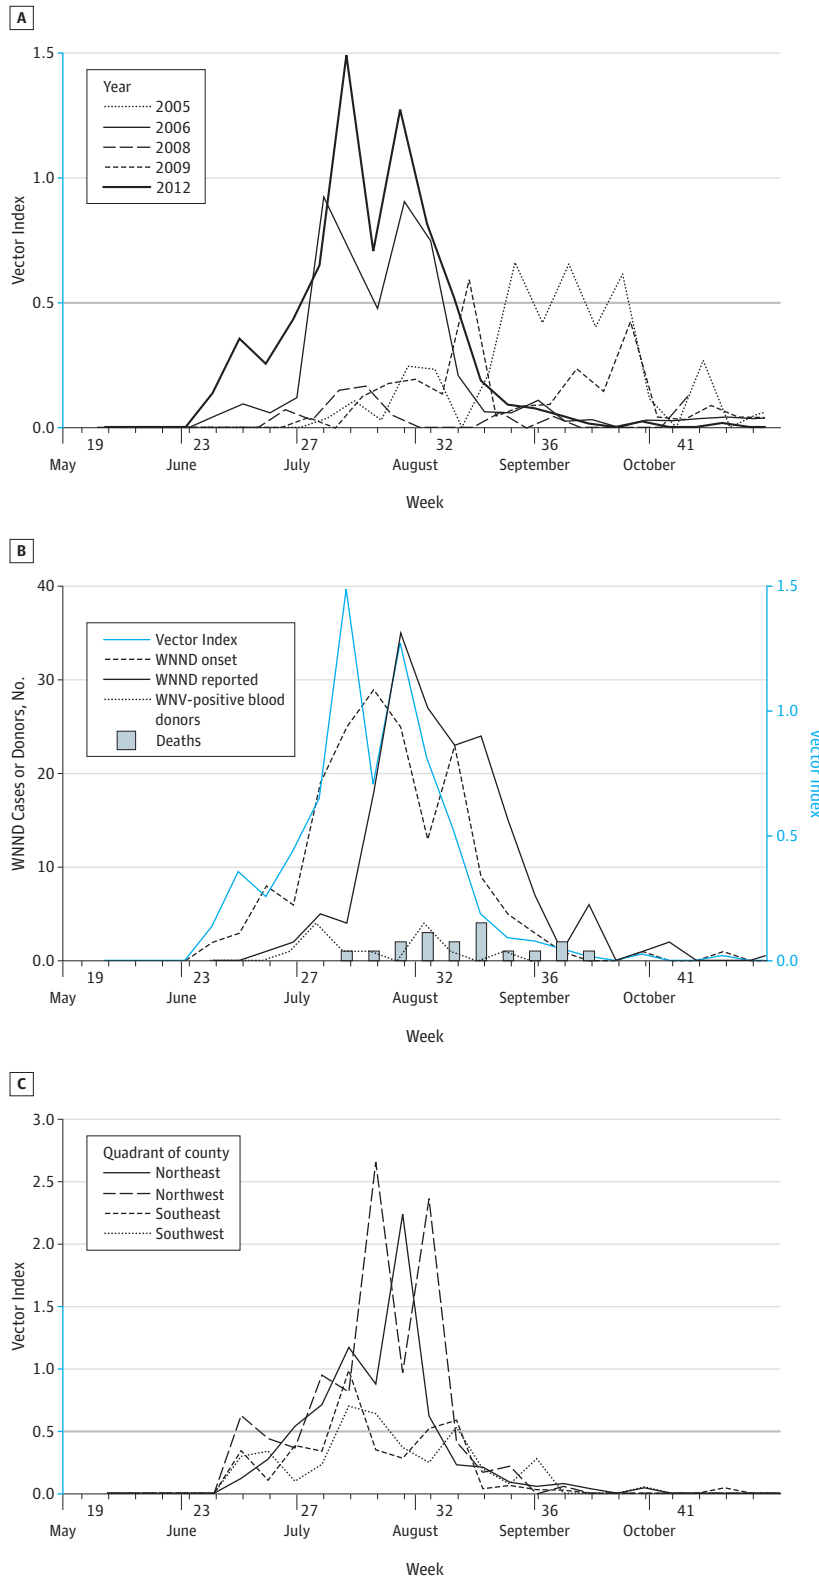 A
1.5
1.0
0.5
0.0
Vector Index
Year
2005
2006
2008
2009
2012
19 23 27 32 36 41
May June July August September October
Week
B
40
30
20
10
0.0
WNND Cases or Donors, No.
Vector Index
WNND onset
WNND reported
WNV-positive blood
donors
Deaths
1.5
1.0
0.5
0.0
Vector Index
19 23 27 32 36 41
May June July August September October
Week
C
3.0
2.5
2.0
1.5
1.0
0.5
0.0
Vector Index
Quadrant of county
Northeast
Northwest
Southeast
Southwest
19 23 27 32 36 41
May June July August September October
Week